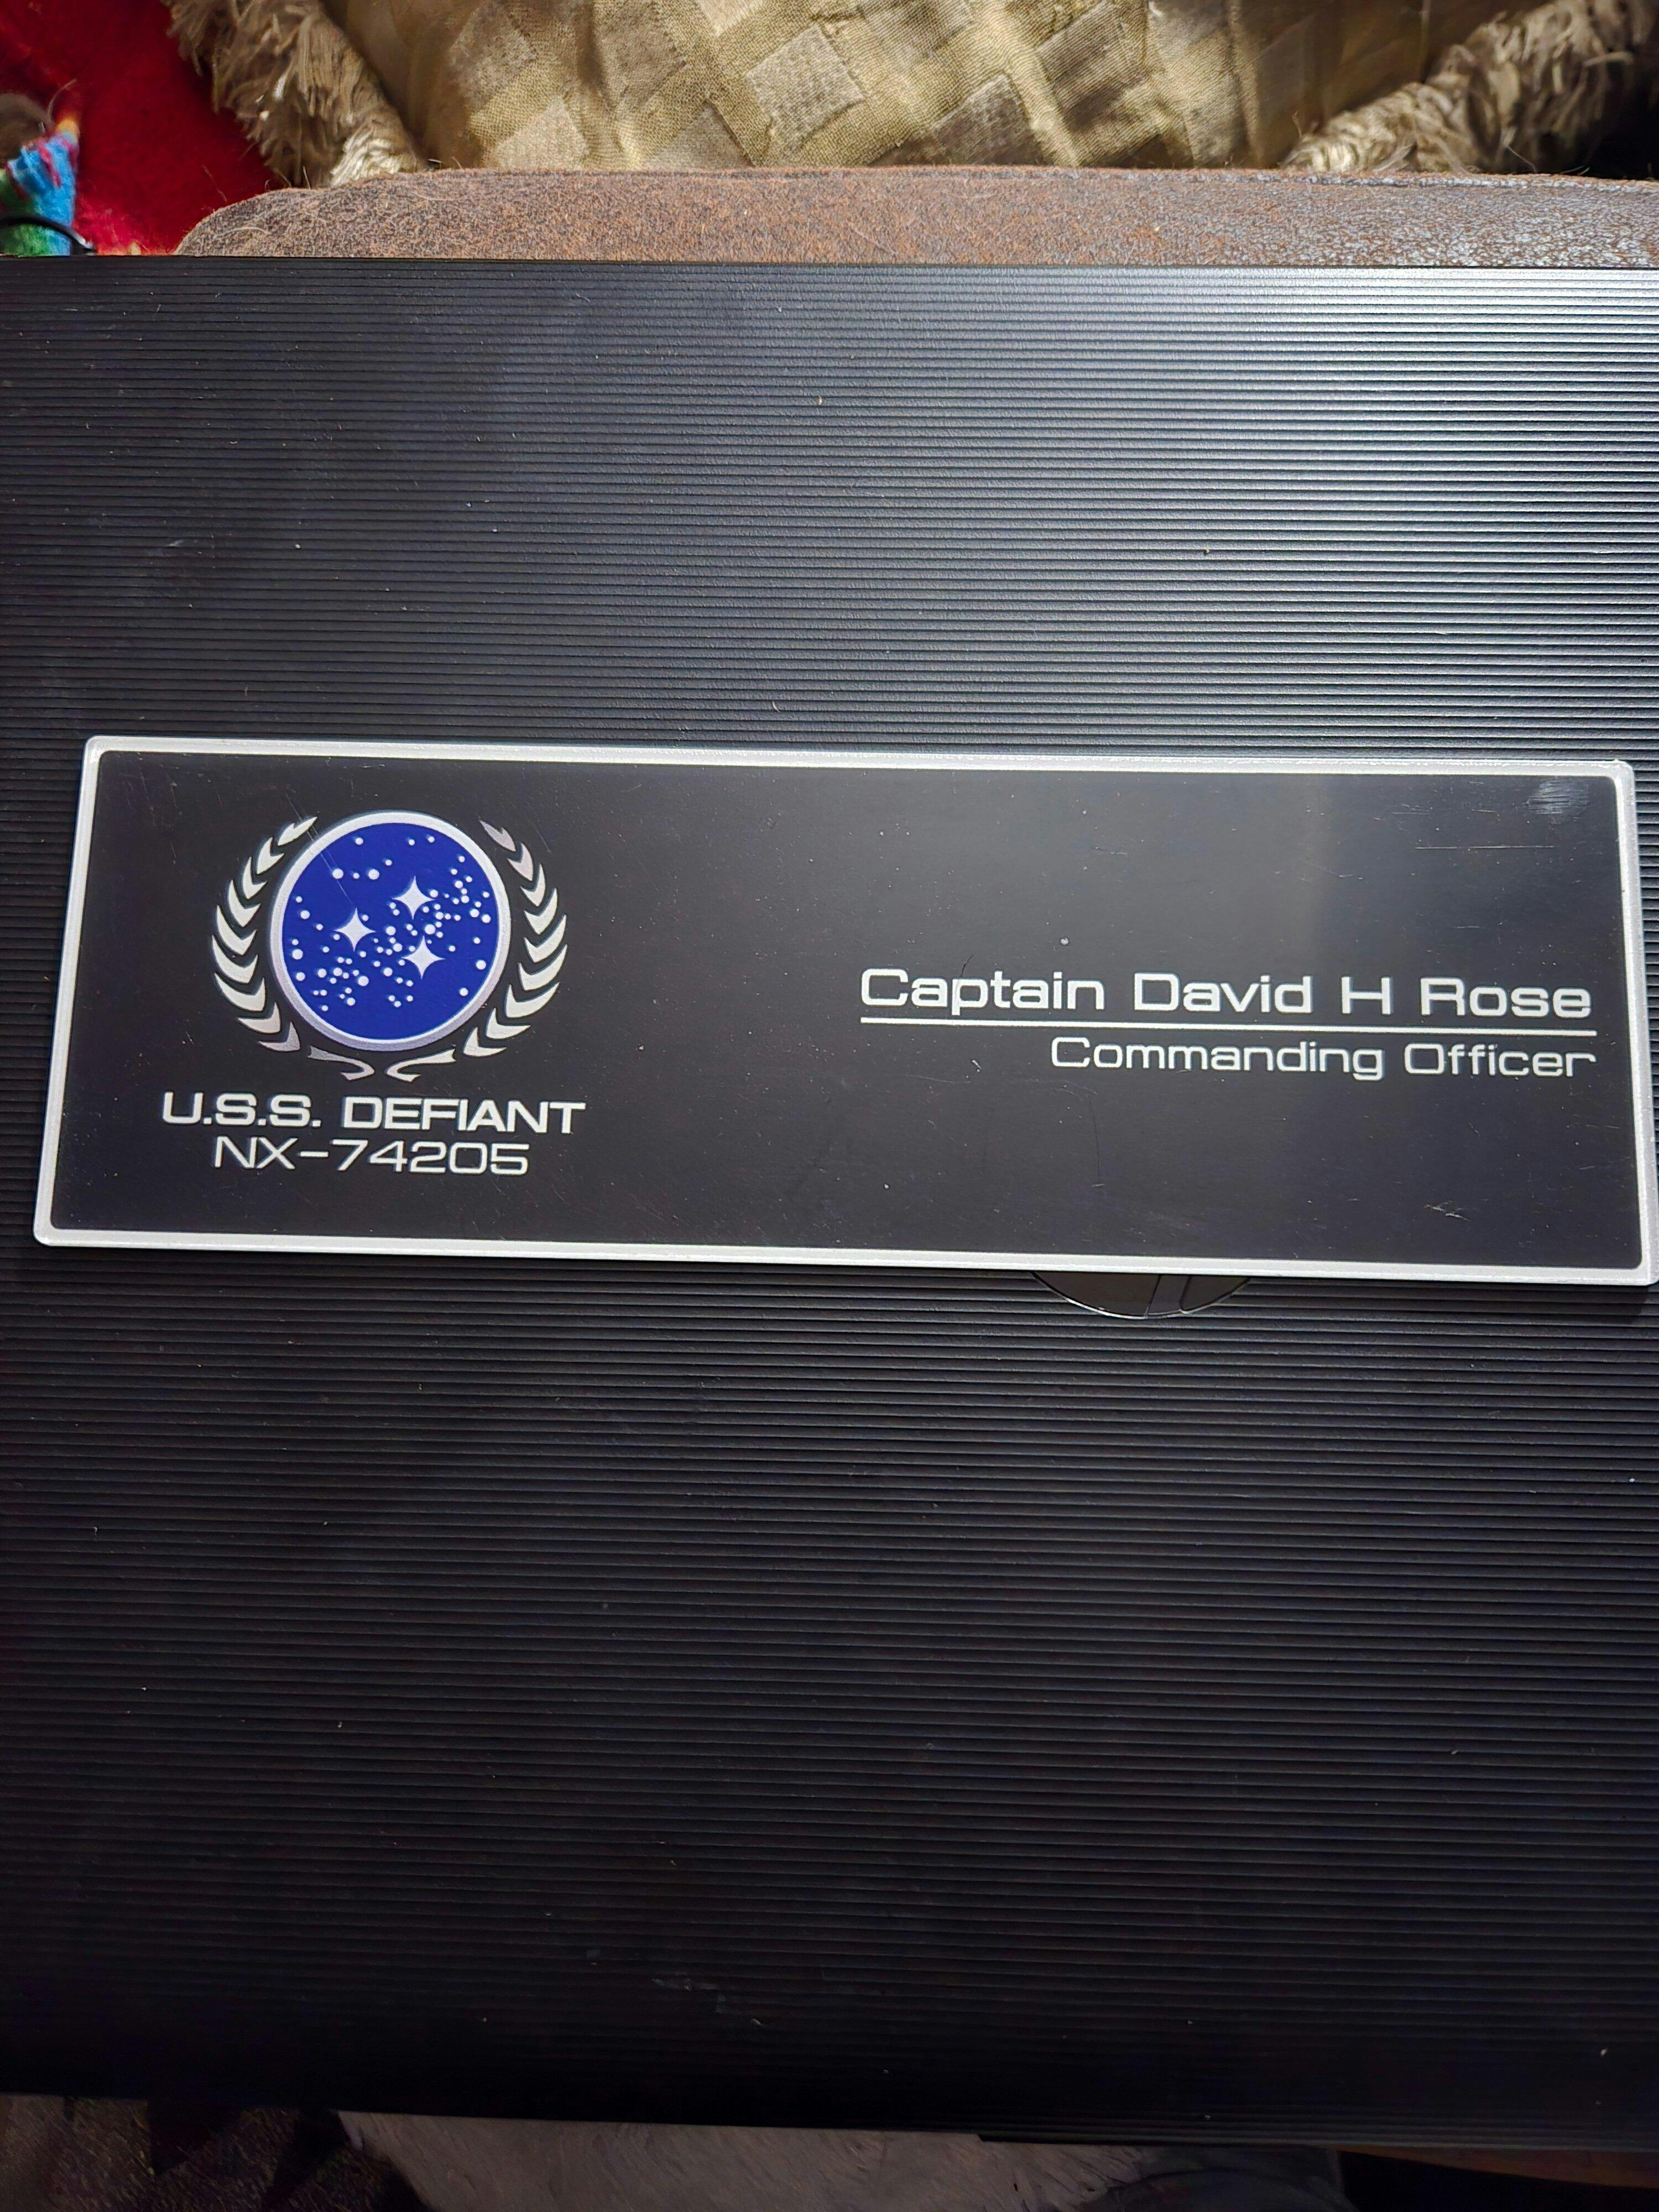 U.S.S. DEFIANT
NX-74205
Captain David H Rose
Commanding Officer